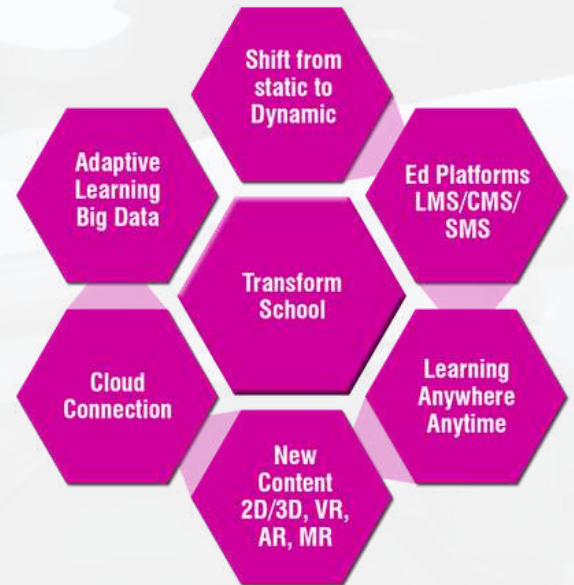 Shift from
static to
Dynamic
Adaptive
Learning
Big Data
Ed Platforms
LMS/CMS/
SMS
Transform
School
Cloud
Connection
Learning
Anywhere
Anytime
New
Content
2D/3D, VR,
AR, MR